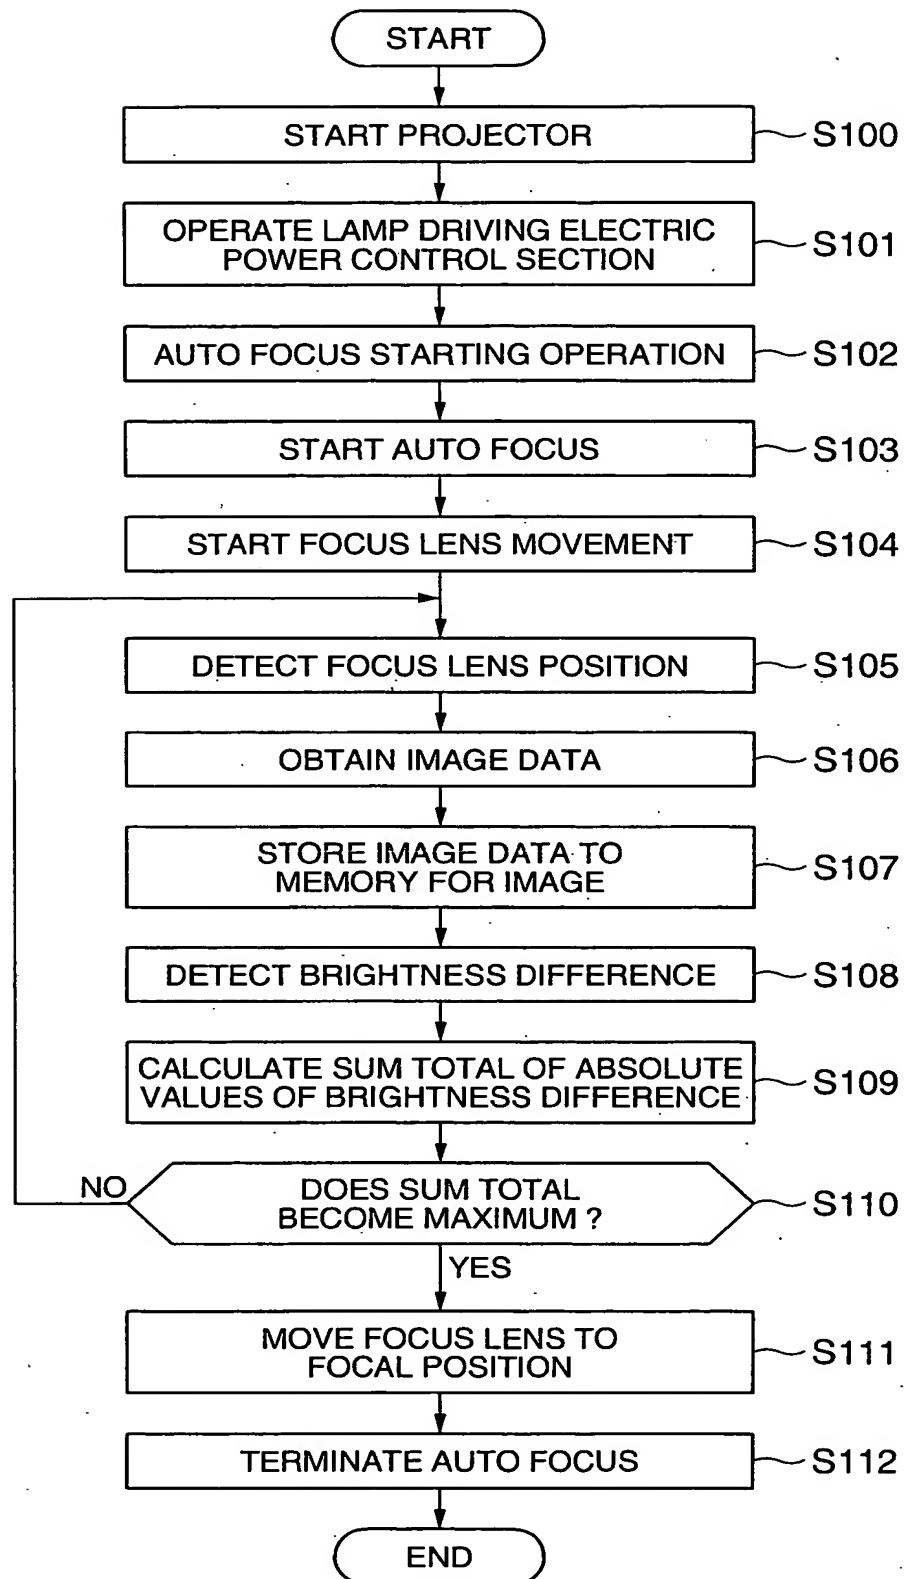 START
START PROJECTOR
S100
OPERATE LAMP DRIVING ELECTRIC
POWER CONTROL SECTION
S101
AUTO FOCUS STARTING OPERATION
S102
START AUTO FOCUS
S103
START FOCUS LENS MOVEMENT
S104
DETECT FOCUS LENS POSITION
S105
OBTAIN IMAGE DATA
S106
STORE IMAGE DATA TO
MEMORY FOR IMAGE
S107
DETECT BRIGHTNESS DIFFERENCE
S108
CALCULATE SUM TOTAL OF ABSOLUTE
VALUES OF BRIGHTNESS DIFFERENCE
S109
NO
DOES SUM TOTAL
BECOME MAXIMUM ?
S110
YES
MOVE FOCUS LENS TO
FOCAL POSITION
S111
TERMINATE AUTO FOCUS
S112
END